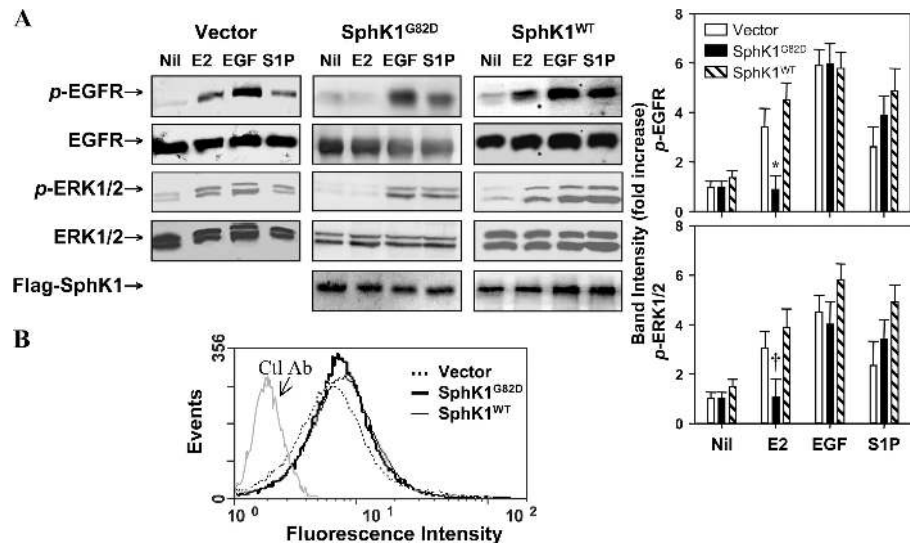 A
Vector
SphK1G82D
SphK1WT
Nil E2 EGF S1P
Nil E2 EGF S1P
Nil E2 EGF S1P
p-EGFR→
EGFR→
p-ERK1/2→
ERK1/2→
Flag-SphK1→
Band Intensity (fold increase)
p-EGFR
p-ERK1/2
8
6
4
2
0
Vector
SphK1G82D
SphK1WT
*
8
6
4
2
0
†
Nil E2 EGF S1P
B
356
0
Events
Ctl Ab
Vector
SphK1G82D
SphK1WT
10 0
10 1
10 2
Fluorescence Intensity